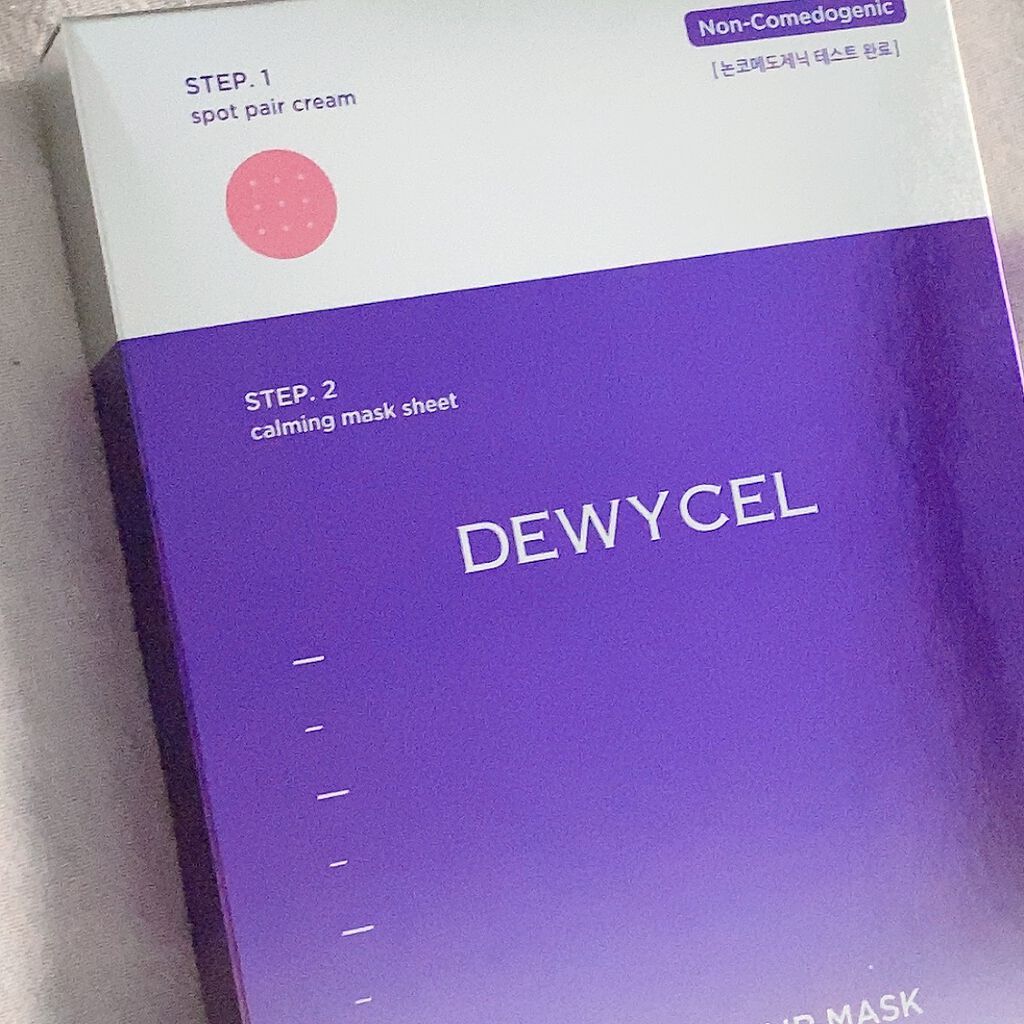 Non-Comedogenic
[논코메도제닉 테스트 완료]
STEP. 1
spot pair cream
STEP. 2
calming mask sheet
DEWYCEL
MASK